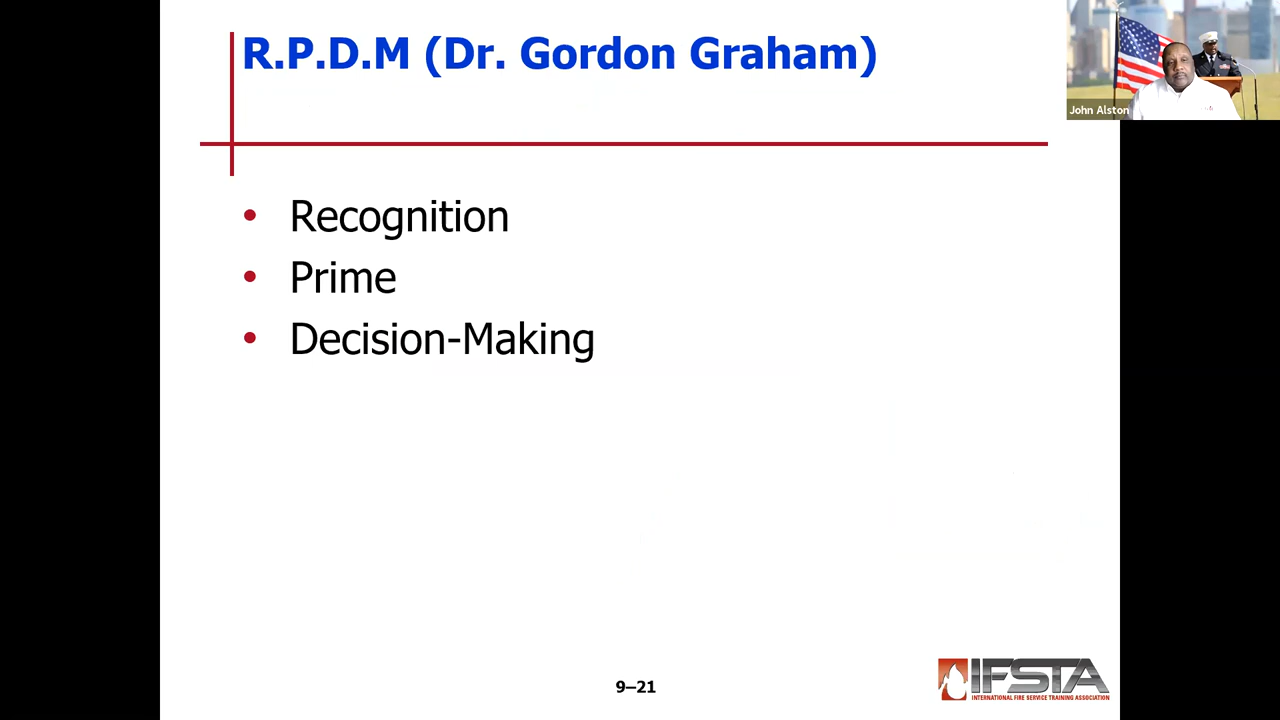 R.P.D.M (Dr. Gordon Graham)
John Alston
• Recognition
• Prime
• Decision-Making
9–21
IFSTA
INTERNATIONAL FIRE SERVICE TRAINING ASSOCIATION